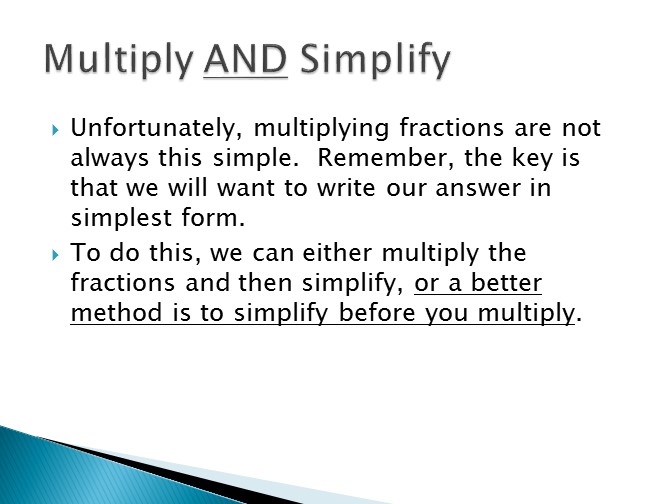 Multiply AND Simplify
Unfortunately, multiplying fractions are not
always this simple.  Remember, the key is
that we will want to write our answer in
simplest form.
To do this, we can either multiply the
fractions and then simplify, or a better
method is to simplify before you multiply.